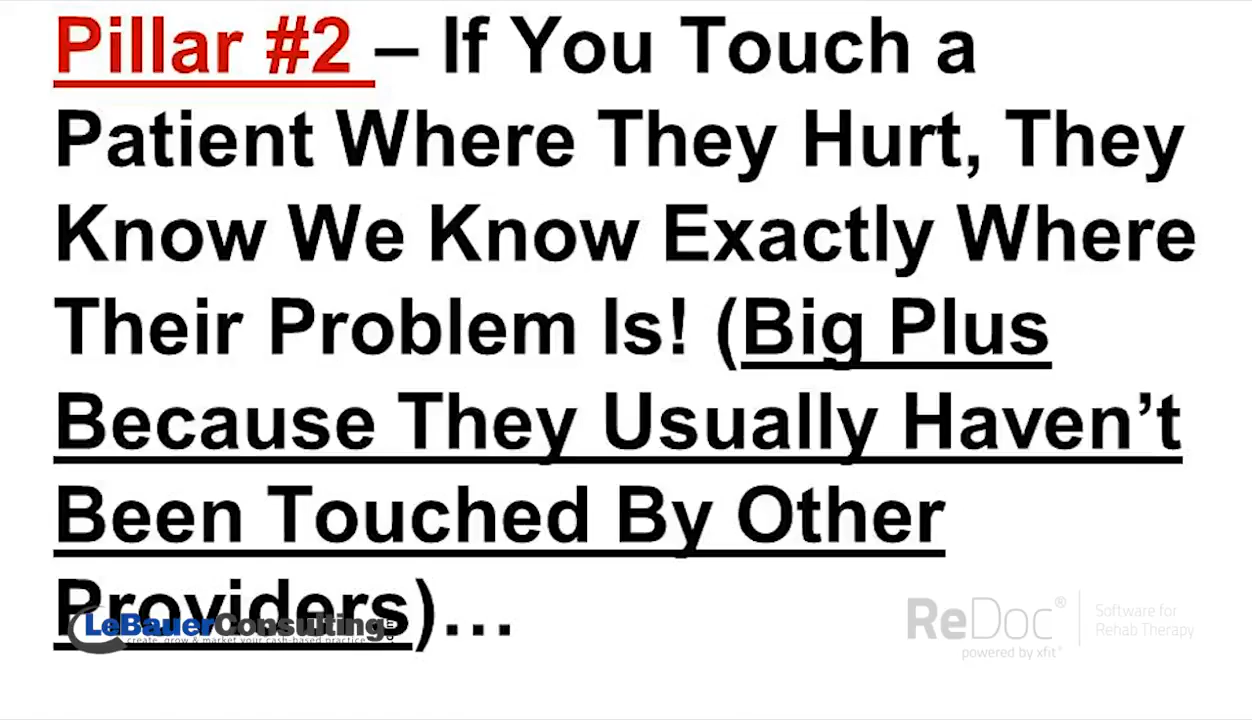 Pillar #2 – If You Touch a
Patient Where They Hurt, They
Know We Know Exactly Where
Their Problem Is! (Big Plus
Because They Usually Haven’t
Been Touched By Other
Providers)...
LeBauerConsulting
create, grow & market your cash-based practice
ReDoc®
powered by xfit®
Software for
Rehab Therapy